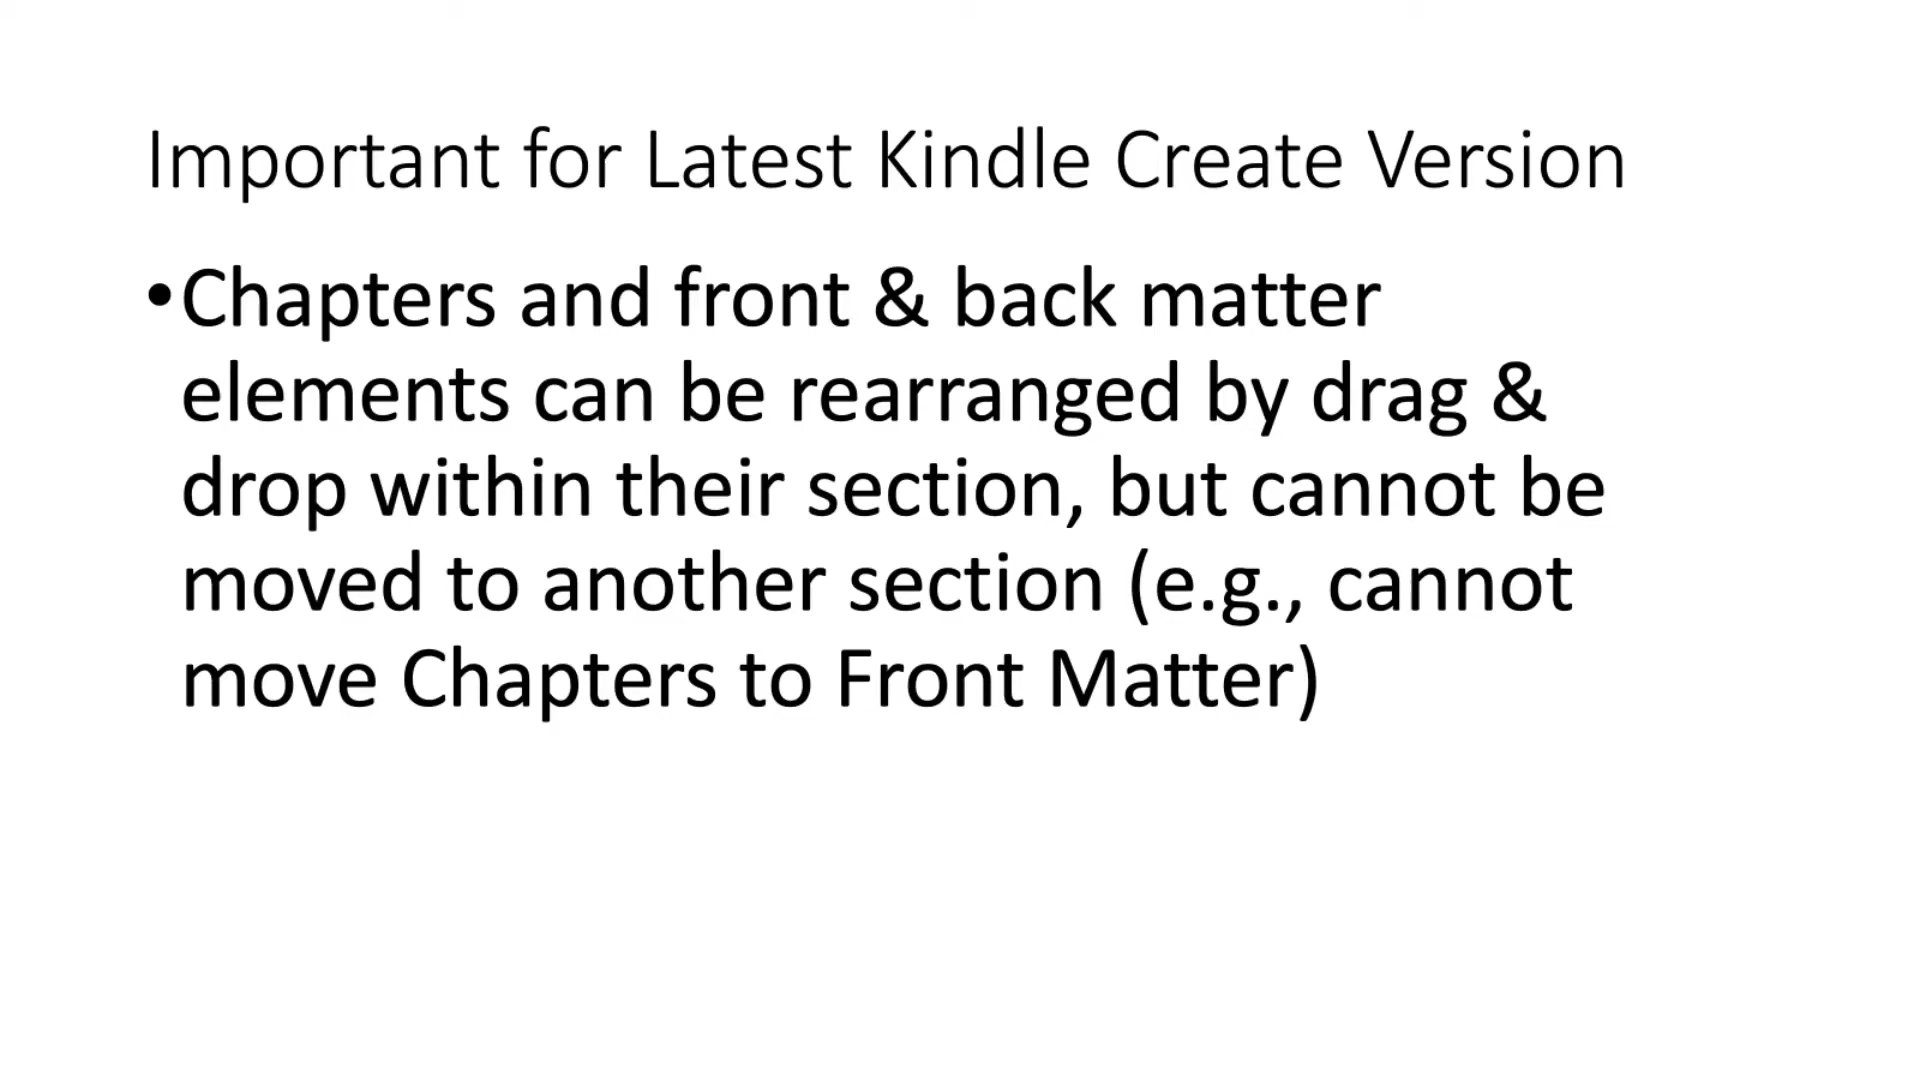 Important for Latest Kindle Create Version
•Chapters and front & back matter
elements can be rearranged by drag &
drop within their section, but cannot be
moved to another section (e.g., cannot
move Chapters to Front Matter)